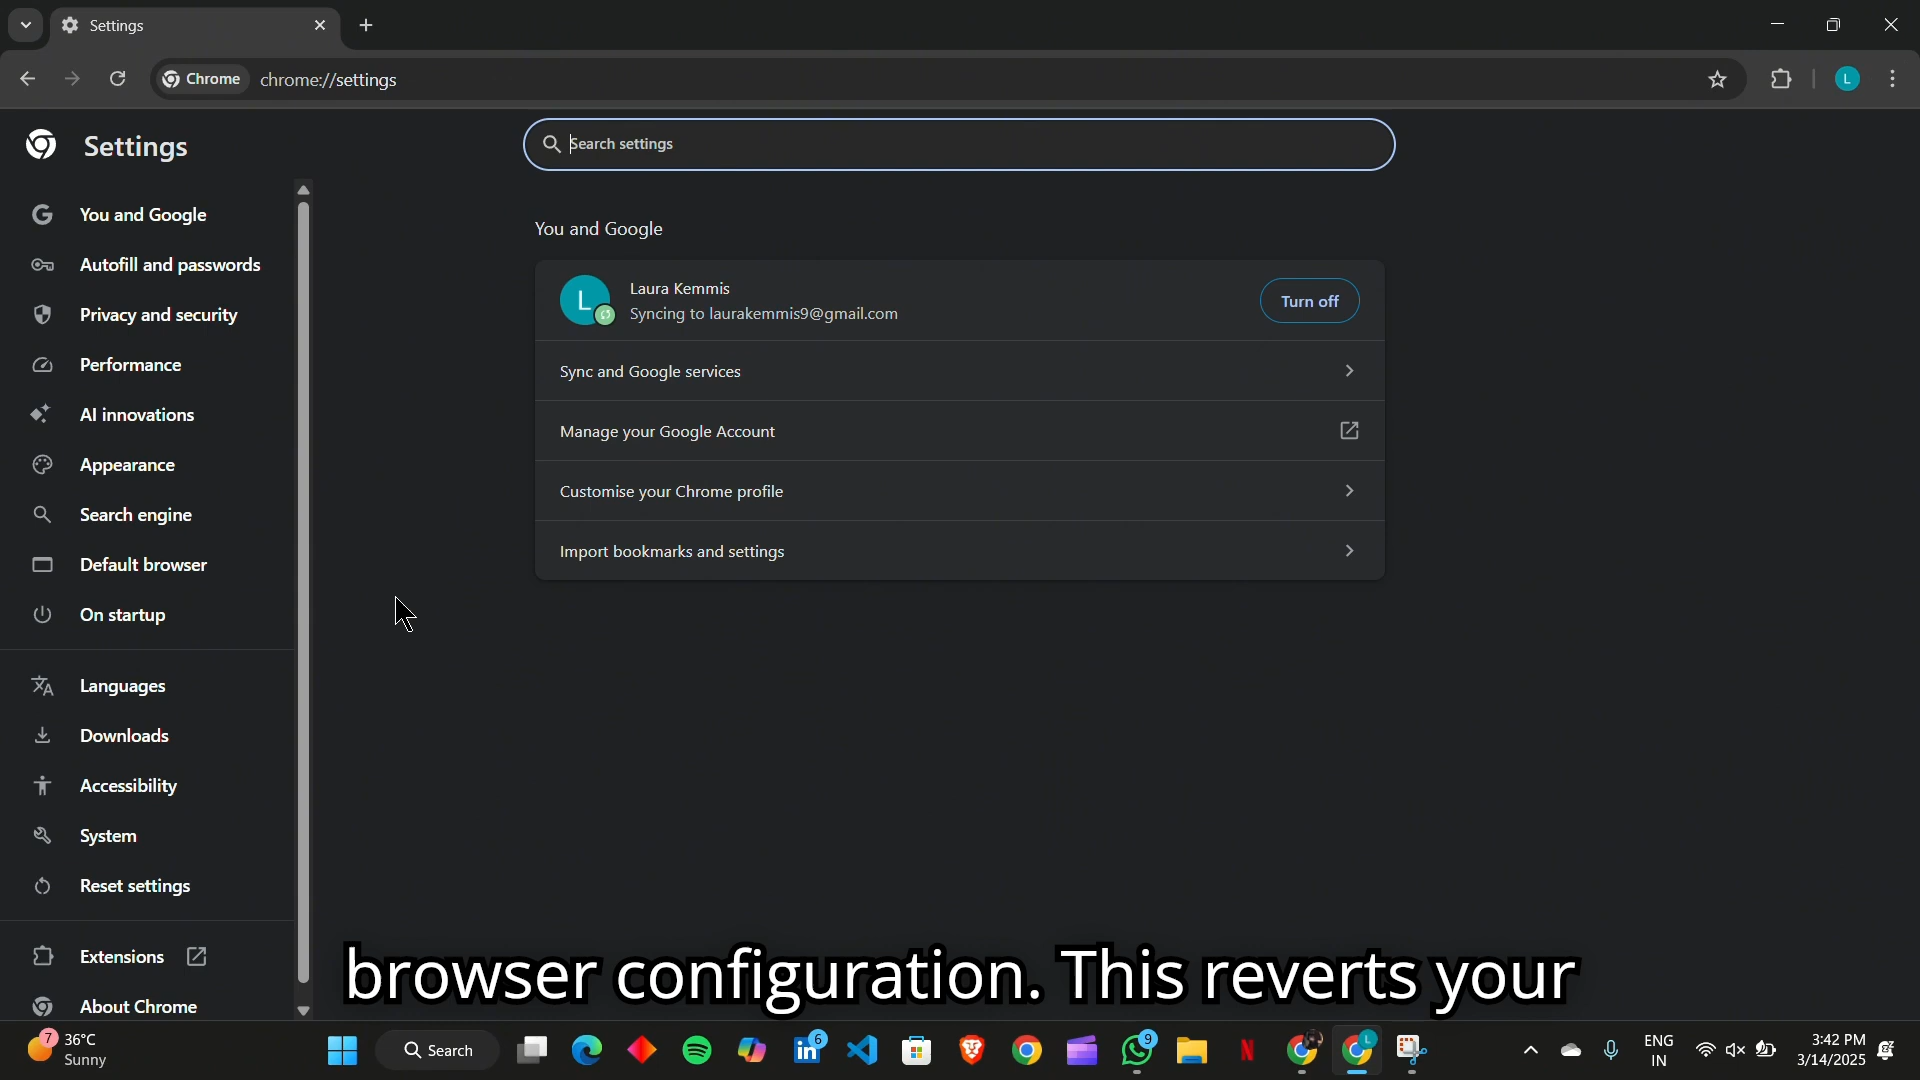 Settings
Chrome
chrome://settings
L
Settings
Search settings
You and Google
Autofill and passwords
Privacy and security
Performance
AI innovations
Appearance
Search engine
Default browser
On startup
Languages
Downloads
Accessibility
System
Reset settings
Extensions
About Chrome
You and Google
L
Laura Kemmis
Syncing to laurakemmis9@gmail.com
Turn off
Sync and Google services
Manage your Google Account
Customise your Chrome profile
Import bookmarks and settings
browser configuration. This reverts your
7
36°C
Sunny
Search
6
9
L
ENG
IN
3:42 PM
3/14/2025